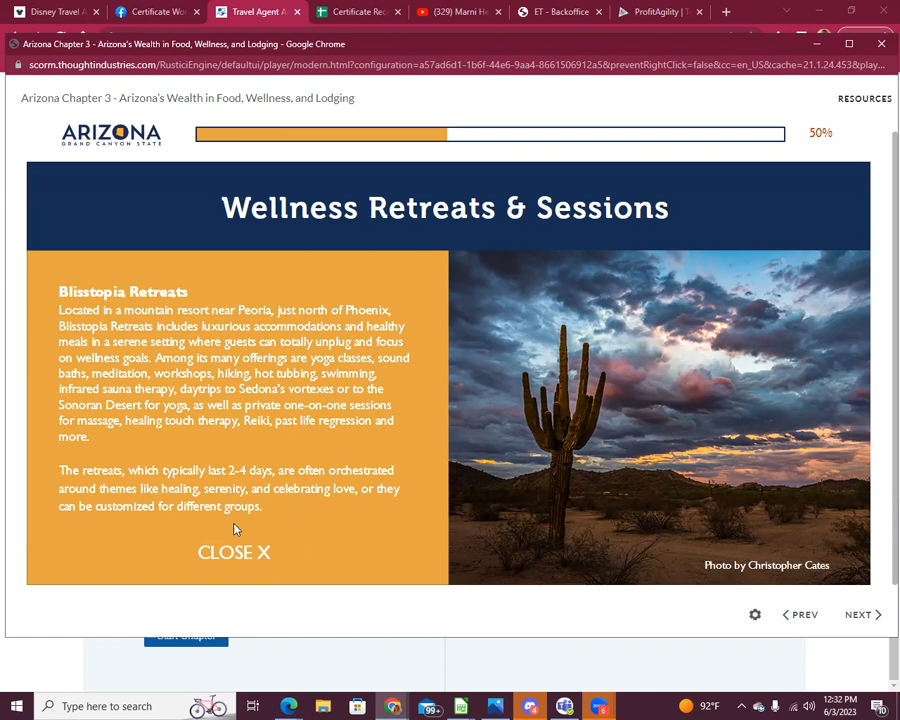 Disney Travel A
Certificate Wo
Travel Agent A
Certificate Rec
(329) Marni He
ET - Backoffice
ProfitAgility | T
Arizona Chapter 3 - Arizona's Wealth in Food, Wellness, and Lodging - Google Chrome
scorm.thoughtindustries.com/RusticiEngine/defaultui/player/modern.html?configuration=a57ad6d1-1b6f-44e6-9aa4-8661506912a5&preventRightClick=false&cc=en_US&cache=21.1.24.453&play...
Arizona Chapter 3 - Arizona's Wealth in Food, Wellness, and Lodging
RESOURCES
ARIZONA
GRAND CANYON STATE
50%
Wellness Retreats & Sessions
Blisstopia Retreats
Located in a mountain resort near Peoria, just north of Phoenix,
Blisstopia Retreats includes luxurious accommodations and healthy
meals in a serene setting where guests can totally unplug and focus
on wellness goals. Among its many offerings are yoga classes, sound
baths, meditation, workshops, hiking, hot tubbing, swimming,
infrared sauna therapy, daytrips to Sedona's vortexes or to the
Sonoran Desert for yoga, as well as private one-on-one sessions
for massage, healing touch therapy, Reiki, past life regression and
more.
The retreats, which typically last 2-4 days, are often orchestrated
around themes like healing, serenity, and celebrating love, or they
can be customized for different groups.
CLOSE X
Photo by Christopher Cates
PREV
NEXT
Start Chapter
Type here to search
99+
4
6
92°F
12:32 PM
6/3/2023
10